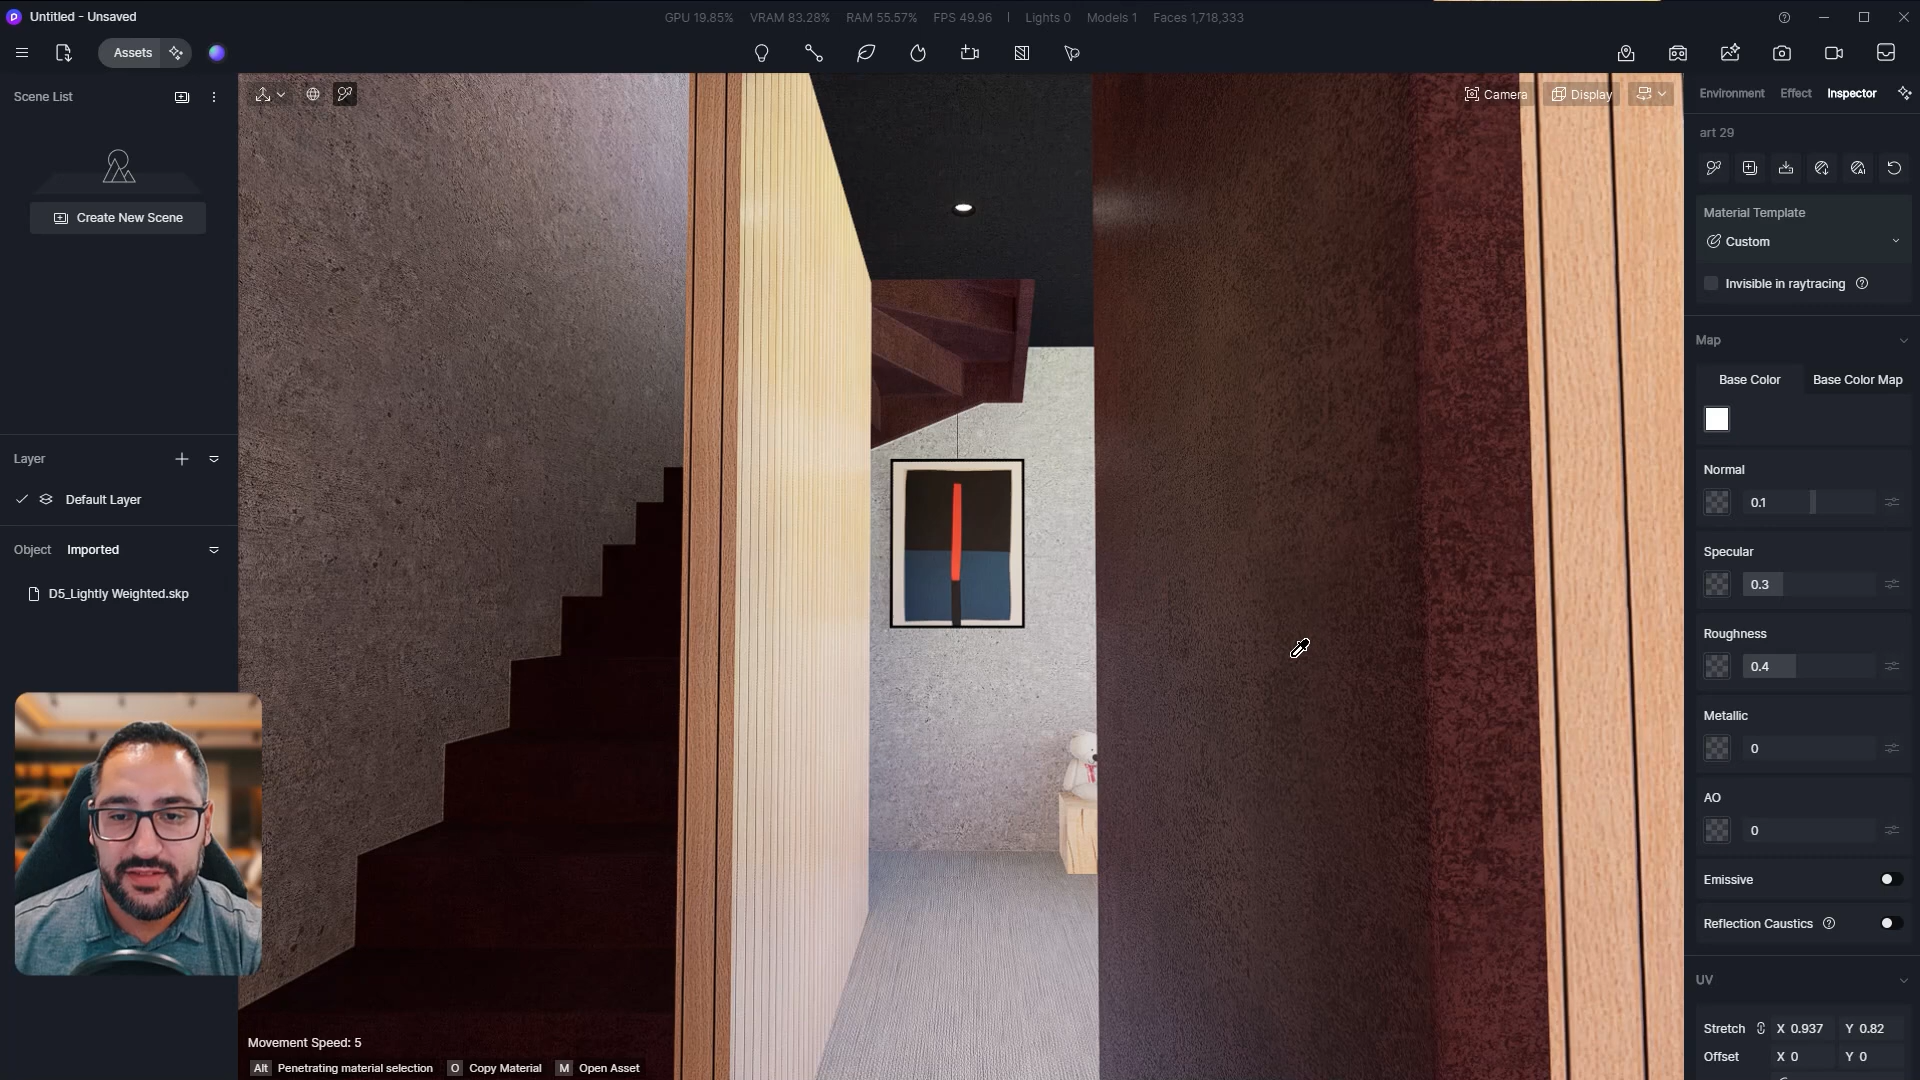 Untitled - Unsaved
GPU 19.85% VRAM 83.28% RAM 55.57% FPS 49.96 | Lights 0 Models 1 Faces 1,718,333
Assets
Scene List
Create New Scene
Layer
Default Layer
Object Imported
D5_Lightly Weighted.skp
Camera
Display
Movement Speed: 5
Alt Penetrating material selection O Copy Material M Open Asset
Environment Effect Inspector
art 29
AI
Material Template
Custom
Invisible in raytracing
Map
Base Color Base Color Map
Normal
0.1
Specular
0.3
Roughness
0.4
Metallic
0
AO
0
Emissive
Reflection Caustics
UV
Stretch X 0.937 Y 0.82
Offset X 0 Y 0